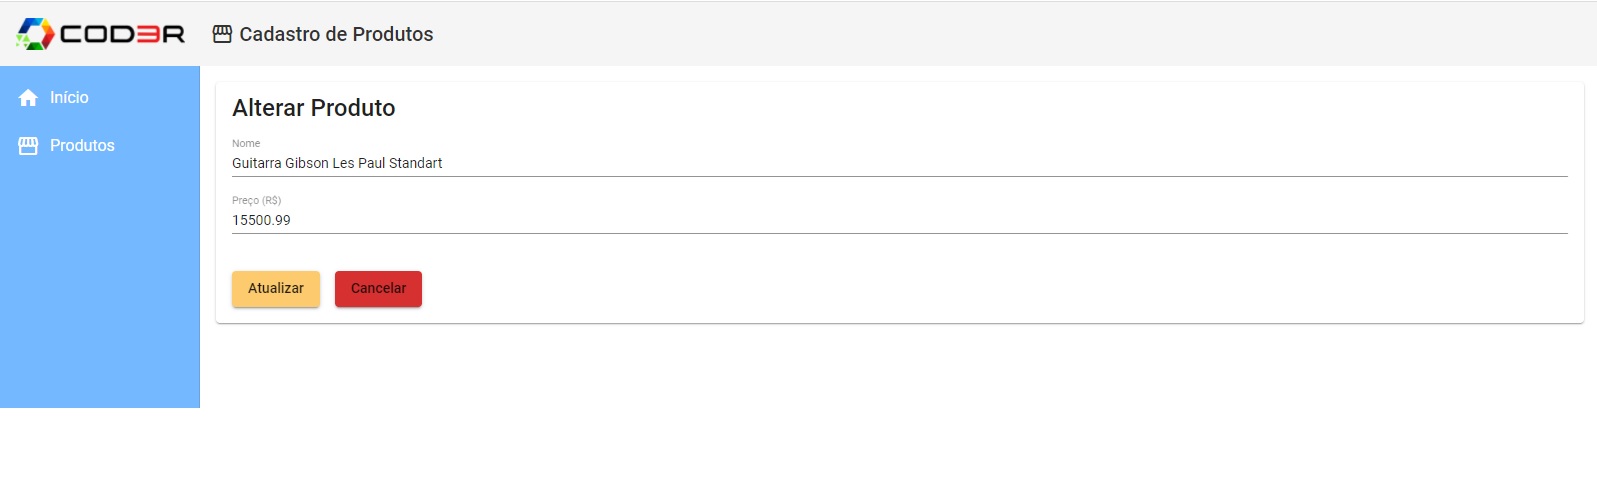 COD3R
Cadastro de Produtos
Início
Produtos
Alterar Produto
Nome
Guitarra Gibson Les Paul Standart
Preço (R$)
15500.99
Atualizar
Cancelar